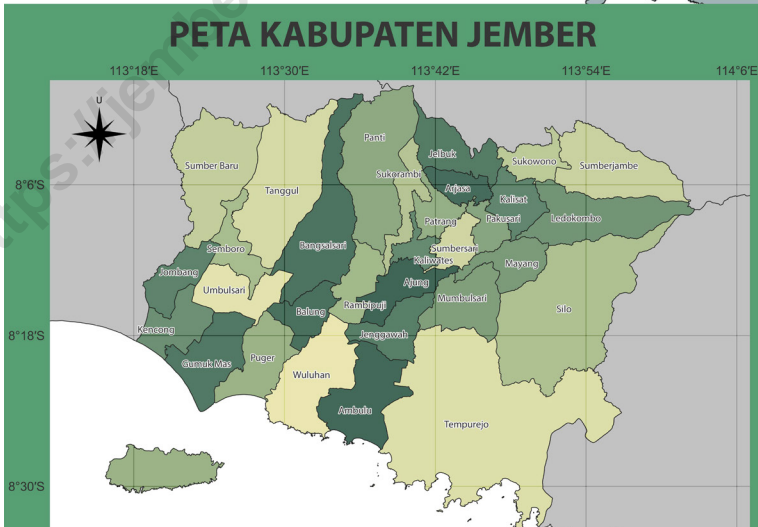 PETA KABUPATEN JEMBER
113°18'E 113°30'E 113°42'E 113°54'E 114°6'E
U
Panti
Jelbuk
Sumber Baru
Sukowono
Sumberjambe
Sukorambi
8°6'S
Tanggul
Arjasa
Kalisat
Patrang
Pakusari
Ledokombo
Semboro
Bangsalsari
Sumbersari
Kaliwates
Mayang
Jombang
Ajung
Umbulsari
Mumbulsari
Rambipuji
Silo
Balung
Kencong
8°18'S
Jenggawah
Puger
Gumuk Mas
Wuluhan
Ambulu
Tempurejo
8°30'S